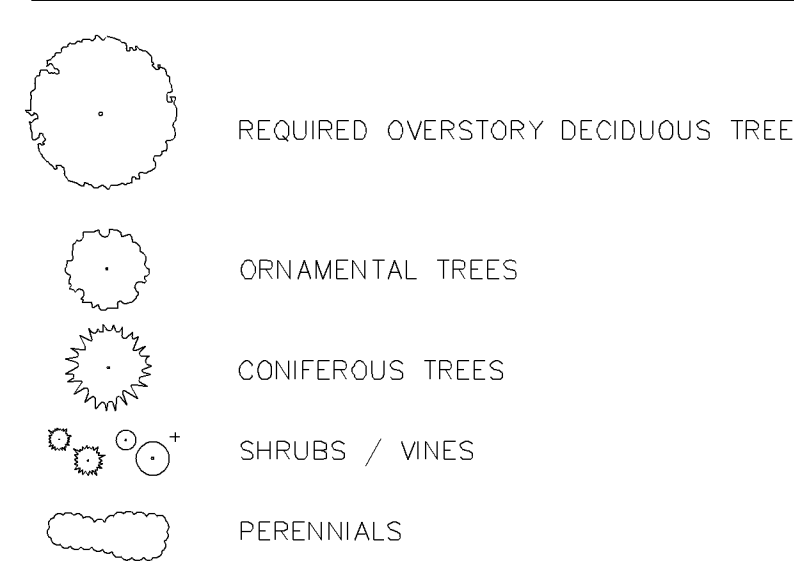 REQUIRED OVERSTORY DECIDUOUS TREE
ORNAMENTAL TREES
CONIFEROUS TREES
SHRUBS / VINES
PERENNIALS